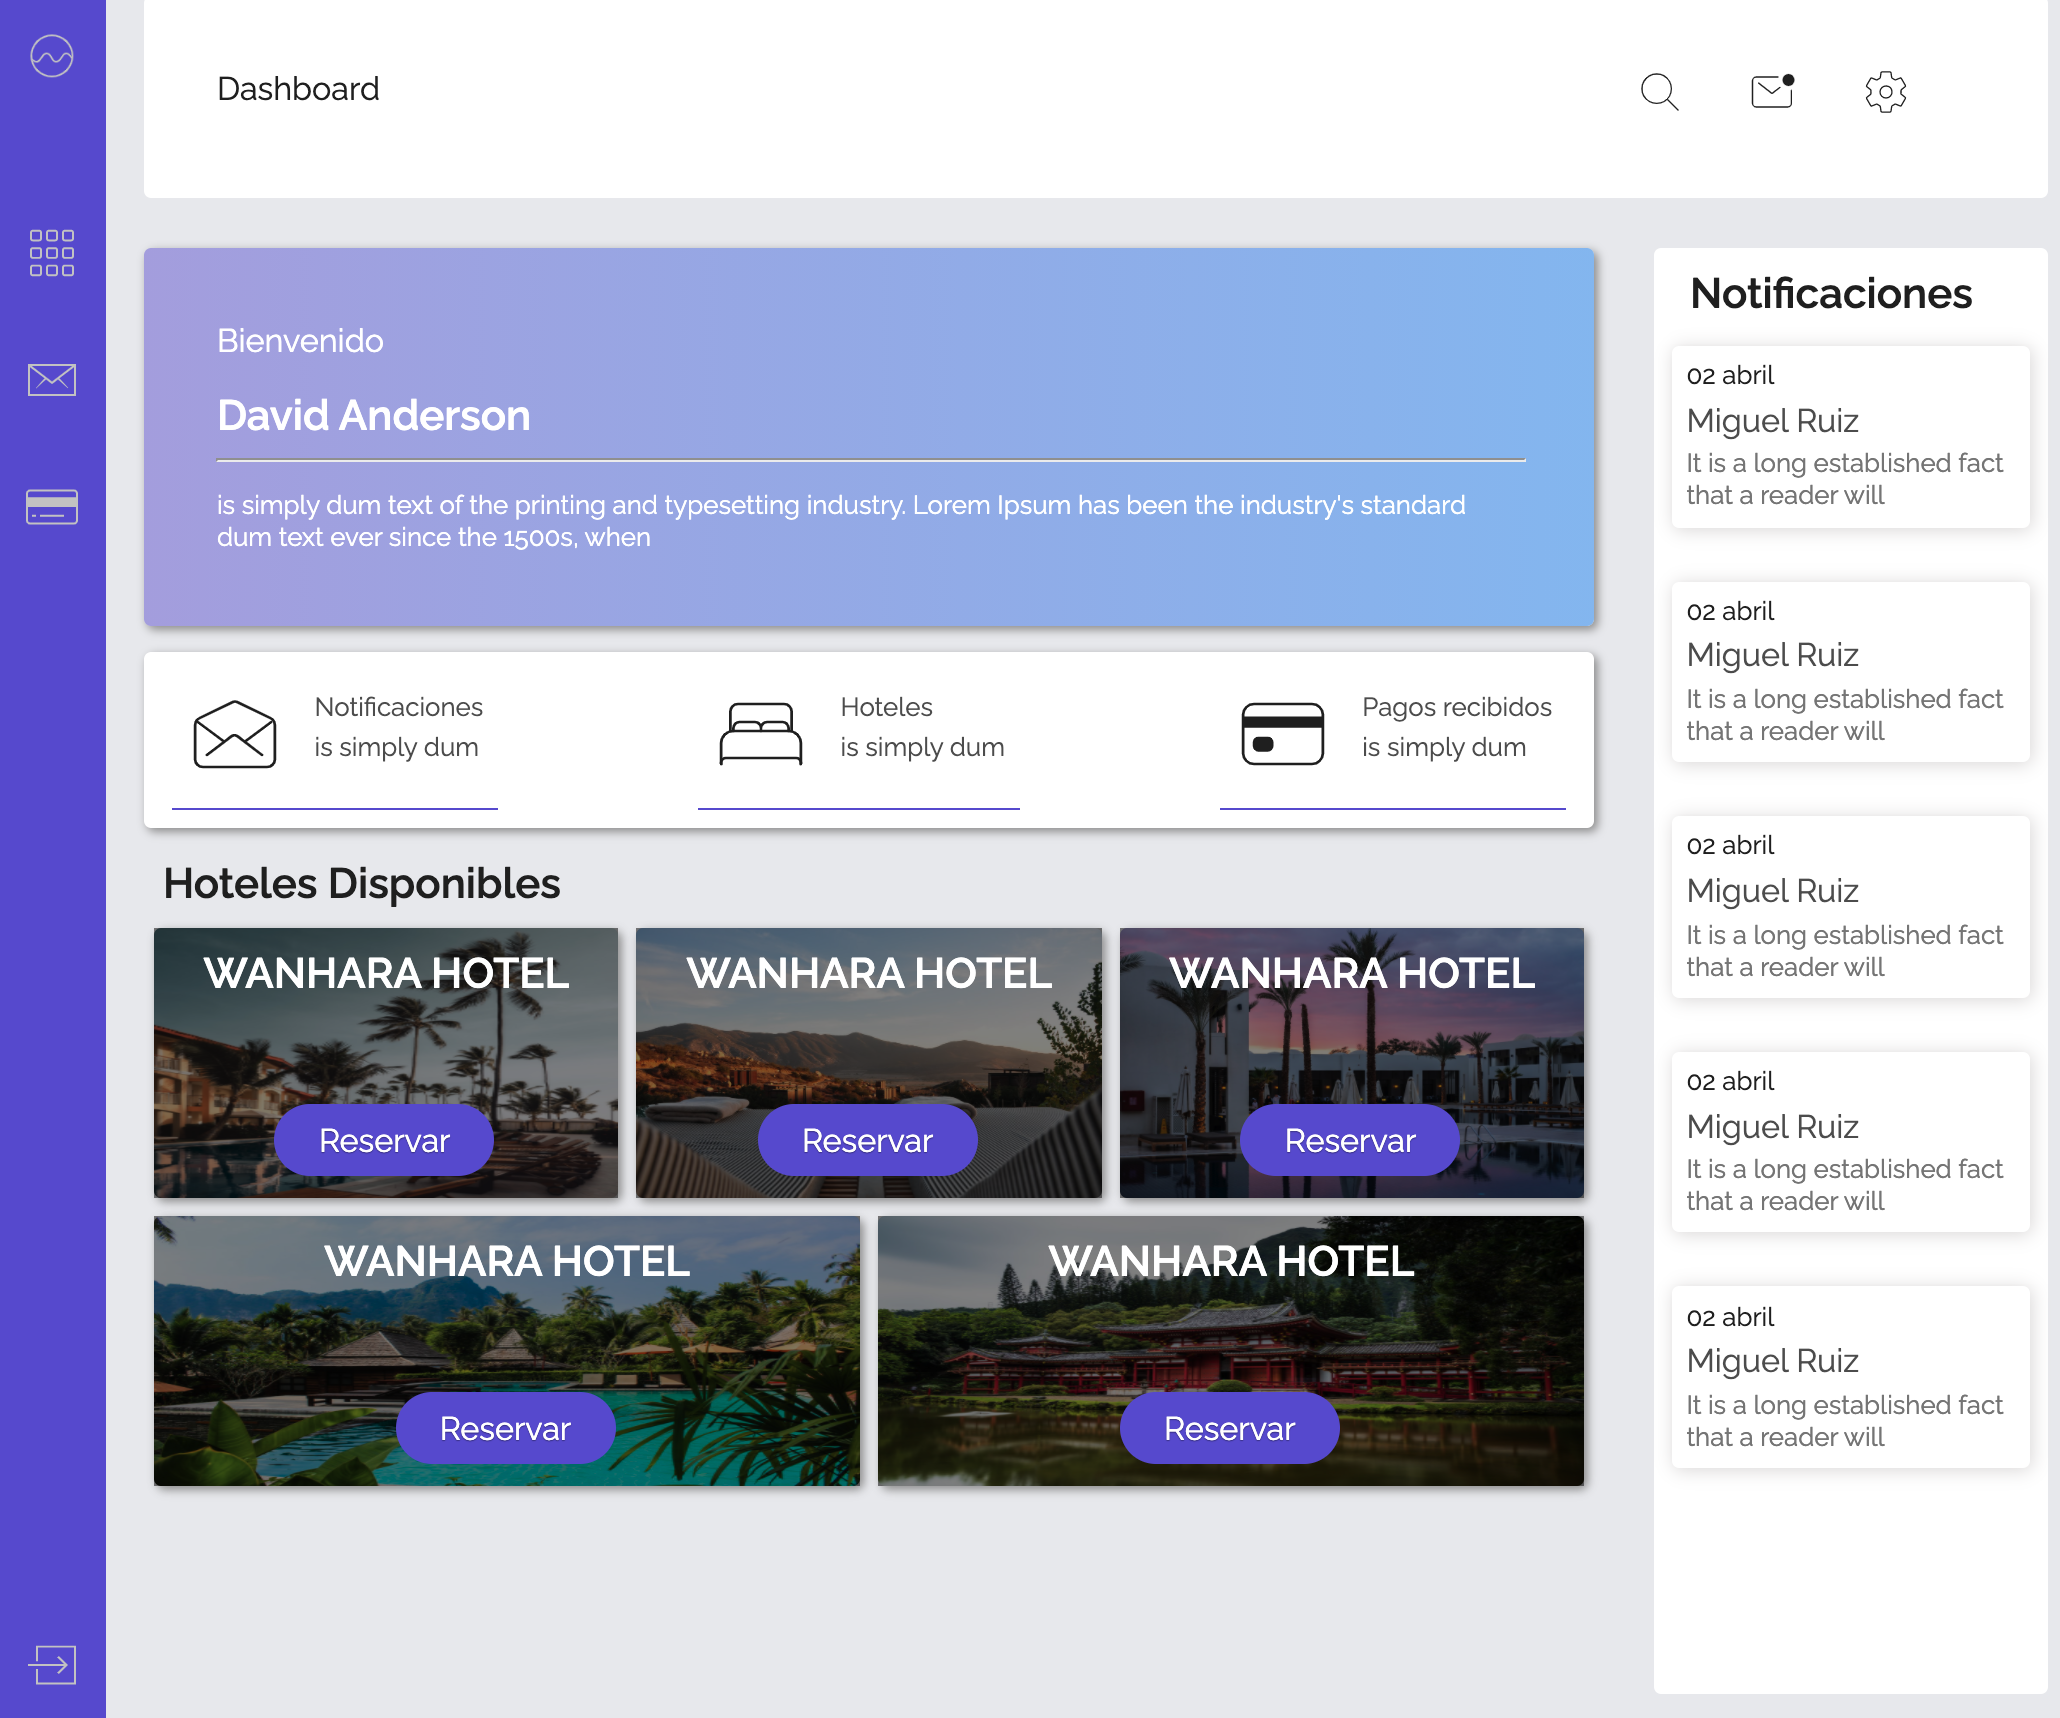 Dashboard
Bienvenido
David Anderson
is simply dum text of the printing and typesetting industry. Lorem Ipsum has been the industry's standard
dum text ever since the 1500s, when
Notificaciones
is simply dum
Hoteles
is simply dum
Pagos recibidos
is simply dum
Hoteles Disponibles
WANHARA HOTEL
Reservar
WANHARA HOTEL
Reservar
WANHARA HOTEL
Reservar
WANHARA HOTEL
Reservar
WANHARA HOTEL
Reservar
Notificaciones
02 abril
Miguel Ruiz
It is a long established fact
that a reader will
02 abril
Miguel Ruiz
It is a long established fact
that a reader will
02 abril
Miguel Ruiz
It is a long established fact
that a reader will
02 abril
Miguel Ruiz
It is a long established fact
that a reader will
02 abril
Miguel Ruiz
It is a long established fact
that a reader will